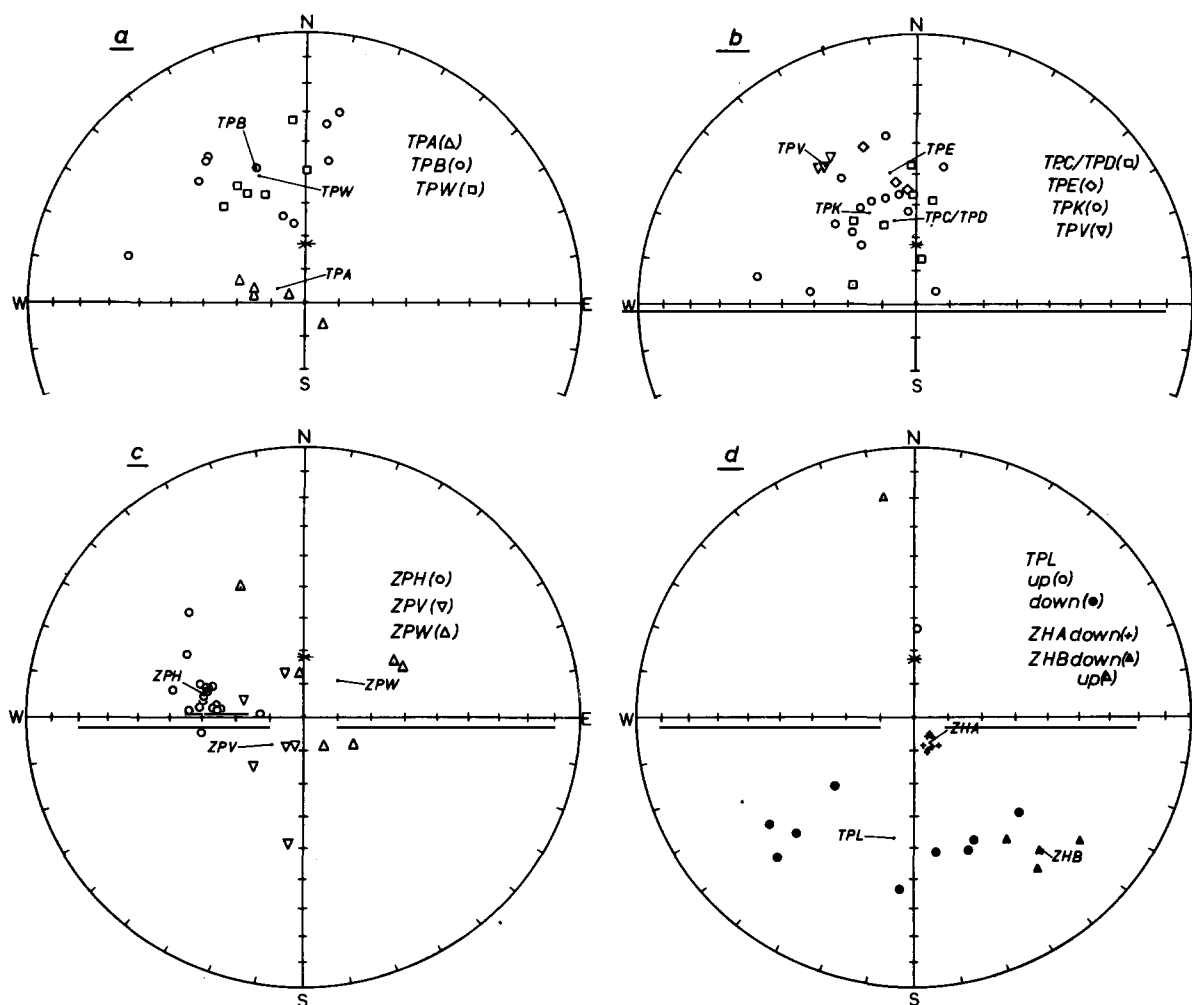 a
N
TPB
TPW
TPA
TPA(△)
TPB(○)
TPW(□)
W
E
S
b
N
TPV
TPE
TPK
TPC/TPD
TPC/TPD(□)
TPE(◇)
TPK(○)
TPV(▽)
W
S
c
N
ZPH(○)
ZPV(▽)
ZPW(△)
ZPH
ZPW
ZPV
W
E
S
d
N
TPL
up(○)
down(●)
ZHA down(+)
ZHB down(▲)
up(△)
ZHA
TPL
ZHB
W
E
S